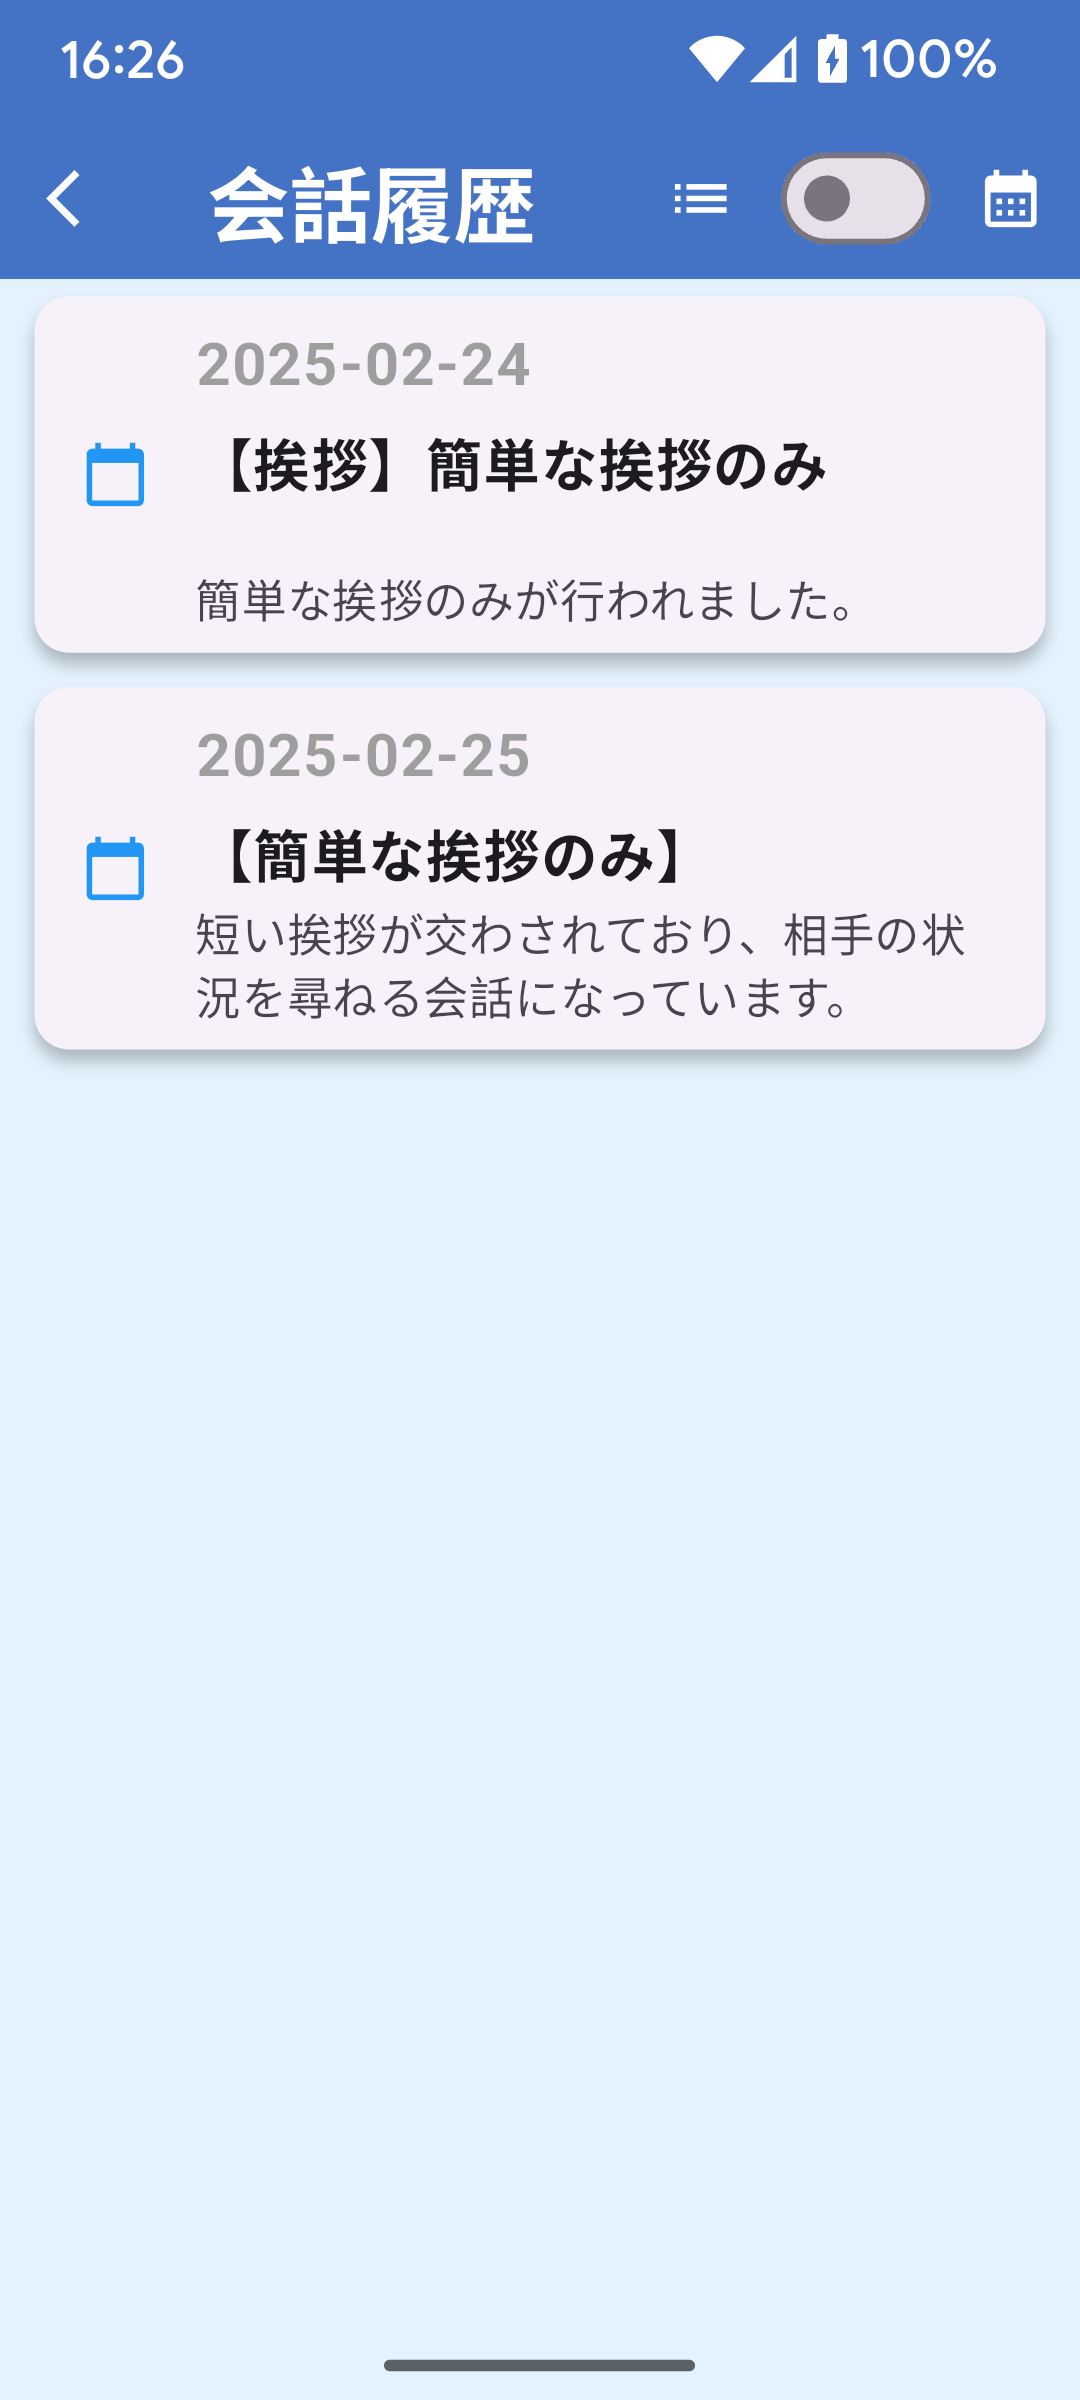 16:26 100%
会話履歴
2025-02-24
【挨拶】簡単な挨拶のみ
簡単な挨拶のみが行われました。
2025-02-25
【簡単な挨拶のみ】
短い挨拶が交わされており、相手の状
況を尋ねる会話になっています。